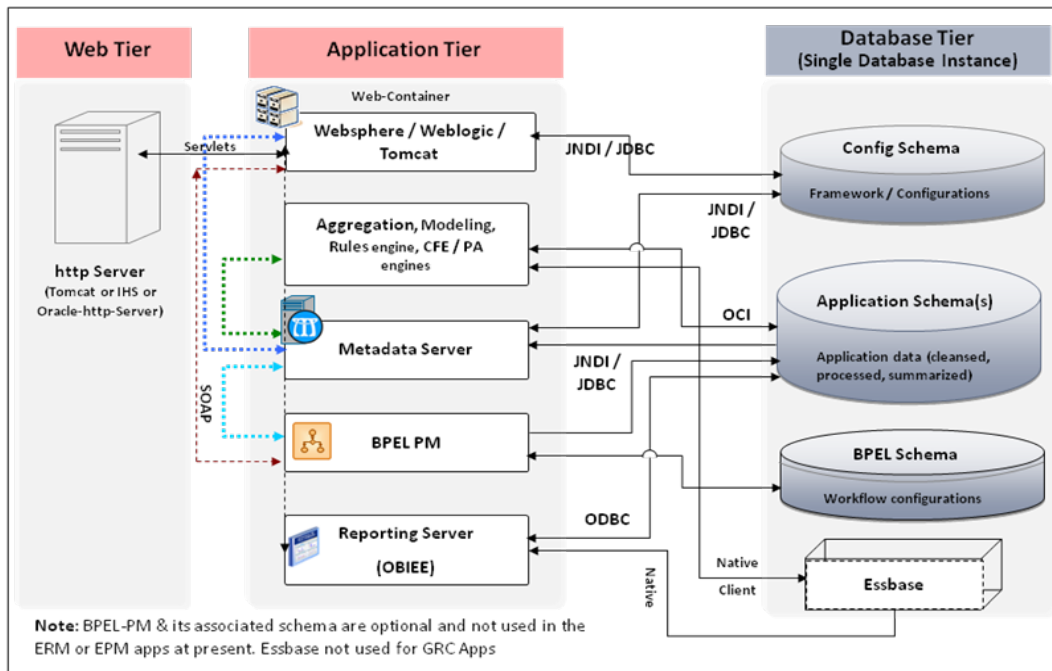 Web Tier
Application Tier
Database Tier
(Single Database Instance)
Web-Container
Websphere / Weblogic /
Tomcat
Servlets
JNDI / JDBC
Config Schema
Framework / Configurations
Aggregation, Modeling,
Rules engine, CFE / PA
engines
JNDI /
JDBC
http Server
(Tomcat or IHS or
Oracle-http-Server)
OCI
Application Schema(s)
Application data (cleansed,
processed, summarized)
Metadata Server
JNDI /
JDBC
SOAP
BPEL PM
BPEL Schema
Workflow configurations
ODBC
Reporting Server
(OBIEE)
Native
Client
Essbase
Native
Note: BPEL-PM & its associated schema are optional and not used in the
ERM or EPM apps at present. Essbase not used for GRC Apps